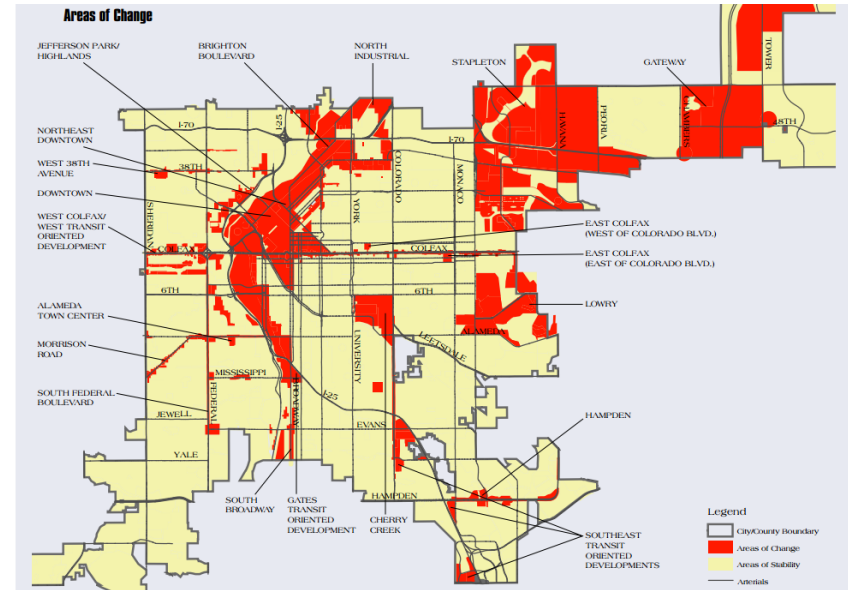 Areas of Change
JEFFERSON PARK/
HIGHLANDS
BRIGHTON
BOULEVARD
NORTH
INDUSTRIAL
STAPLETON
GATEWAY
TOWER
I-70
I-25
I-70
HAVANA
PEORIA
CHAMBERS
48TH
NORTHEAST
DOWNTOWN
WEST 38TH
AVENUE
38TH
DOWNTOWN
WEST COLFAX/
WEST TRANSIT
ORIENTED
DEVELOPMENT
SHERIDAN
COLFAX
YORK
COLORADO
MONACO
COLFAX
EAST COLFAX
(WEST OF COLORADO BLVD.)
EAST COLFAX
(EAST OF COLORADO BLVD.)
6TH
6TH
LOWRY
ALAMEDA
TOWN CENTER
ALAMEDA
LEETSDALE
MORRISON
ROAD
UNIVERSITY
MISSISSIPPI
BROADWAY
I-25
SOUTH FEDERAL
BOULEVARD
FEDERAL
JEWELL
EVANS
HAMPDEN
YALE
HAMPDEN
SOUTH
BROADWAY
GATES
TRANSIT
ORIENTED
DEVELOPMENT
CHERRY
CREEK
SOUTHEAST
TRANSIT
ORIENTED
DEVELOPMENTS
Legend
City/County Boundary
Areas of Change
Areas of Stability
Arterials